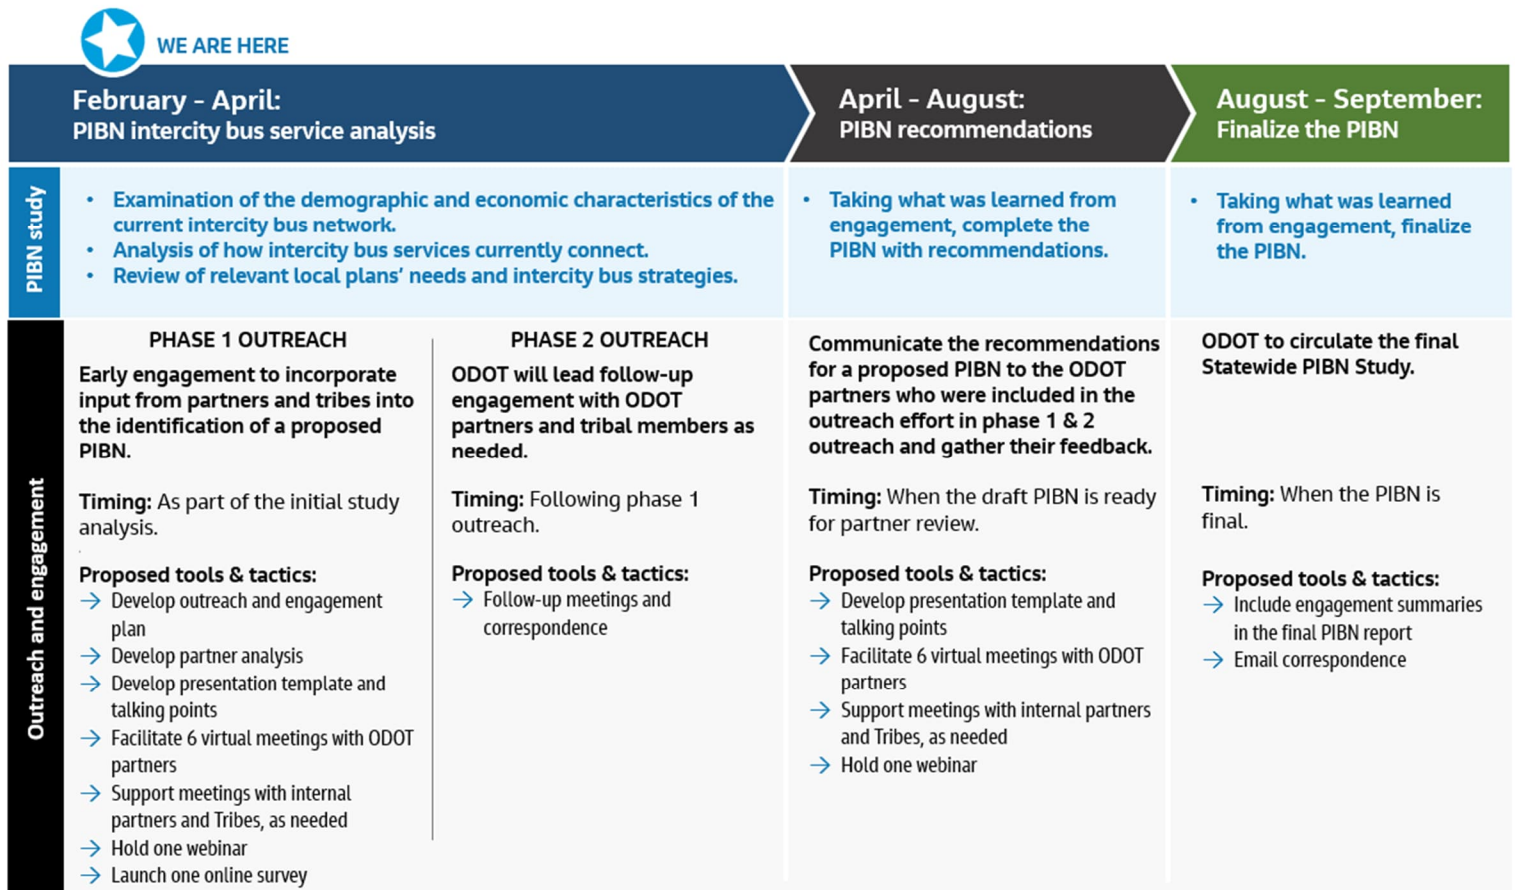 WE ARE HERE
February - April:
PIBN intercity bus service analysis
April - August:
PIBN recommendations
August - September:
Finalize the PIBN
PIBN study
• Examination of the demographic and economic characteristics of the
current intercity bus network.
• Analysis of how intercity bus services currently connect.
• Review of relevant local plans' needs and intercity bus strategies.
• Taking what was learned from
engagement, complete the
PIBN with recommendations.
• Taking what was learned
from engagement, finalize
the PIBN.
Outreach and engagement
PHASE 1 OUTREACH
Early engagement to incorporate
input from partners and tribes into
the identification of a proposed
PIBN.
Timing: As part of the initial study
analysis.
Proposed tools & tactics:
→ Develop outreach and engagement
plan
→ Develop partner analysis
→ Develop presentation template and
talking points
→ Facilitate 6 virtual meetings with ODOT
partners
→ Support meetings with internal
partners and Tribes, as needed
→ Hold one webinar
→ Launch one online survey
PHASE 2 OUTREACH
ODOT will lead follow-up
engagement with ODOT
partners and tribal members as
needed.
Timing: Following phase 1
outreach.
Proposed tools & tactics:
→ Follow-up meetings and
correspondence
Communicate the recommendations
for a proposed PIBN to the ODOT
partners who were included in the
outreach effort in phase 1 & 2
outreach and gather their feedback.
Timing: When the draft PIBN is ready
for partner review.
Proposed tools & tactics:
→ Develop presentation template and
talking points
→ Facilitate 6 virtual meetings with ODOT
partners
→ Support meetings with internal partners
and Tribes, as needed
→ Hold one webinar
ODOT to circulate the final
Statewide PIBN Study.
Timing: When the PIBN is
final.
Proposed tools & tactics:
→ Include engagement summaries
in the final PIBN report
→ Email correspondence